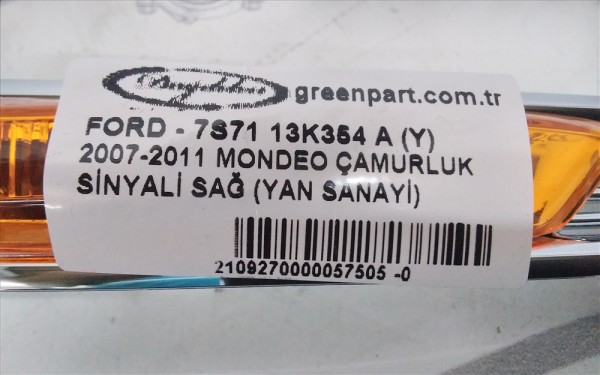 greenpart.com.tr
FORD - 7S71 13K354 A (Y)
2007-2011 MONDEO ÇAMURLUK
SİNYALİ SAĞ (YAN SANAYİ)
2109270000057505 -0